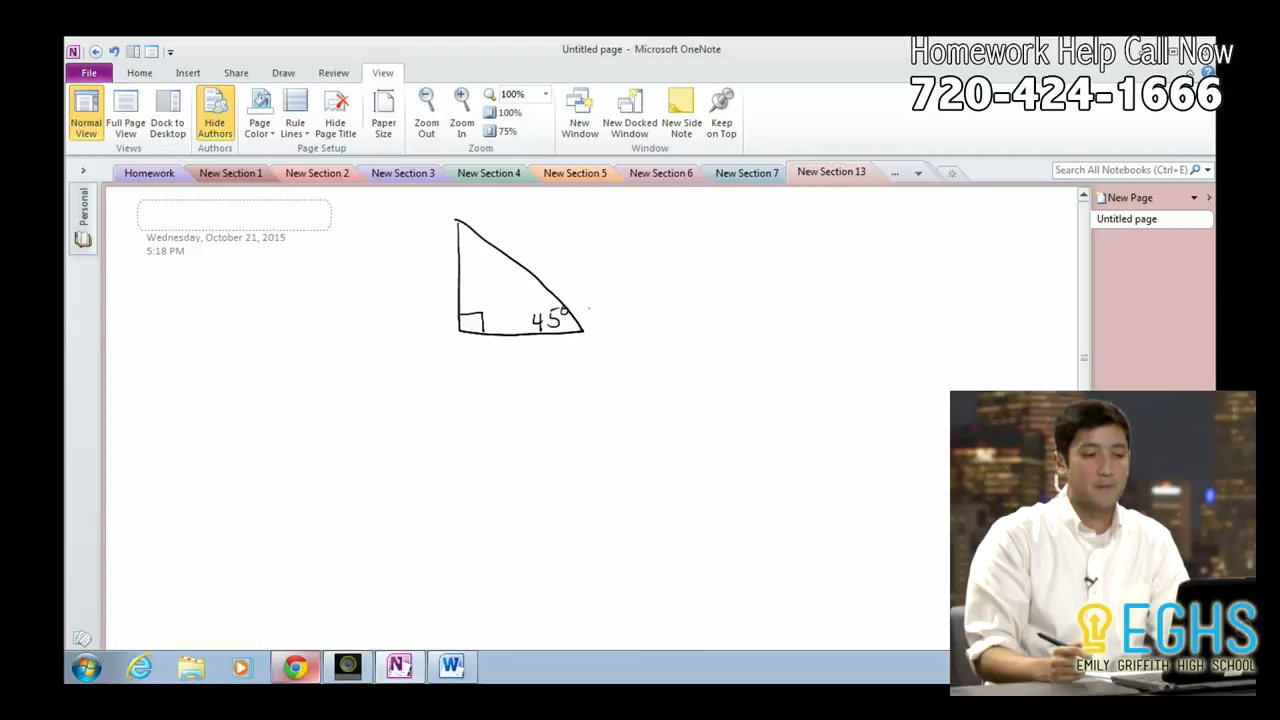 Untitled page - Microsoft OneNote
Homework Help Call-Now
720-424-1666
File Home Insert Share Draw Review View
Normal View
Full Page View
Dock to Desktop
Views
Hide Authors
Authors
Page Color
Rule Lines
Hide Page Title
Paper Size
Page Setup
Zoom Out
Zoom In
100%
100%
75%
Zoom
New Window
New Docked Window
New Side Note
Keep on Top
Window
Homework New Section 1 New Section 2 New Section 3 New Section 4 New Section 5 New Section 6 New Section 7 New Section 13 ...
Search All Notebooks (Ctrl+E)
Personal
New Page
Untitled page
Wednesday, October 21, 2015
5:18 PM
45°
EGHS
EMILY GRIFFITH HIGH SCHOOL